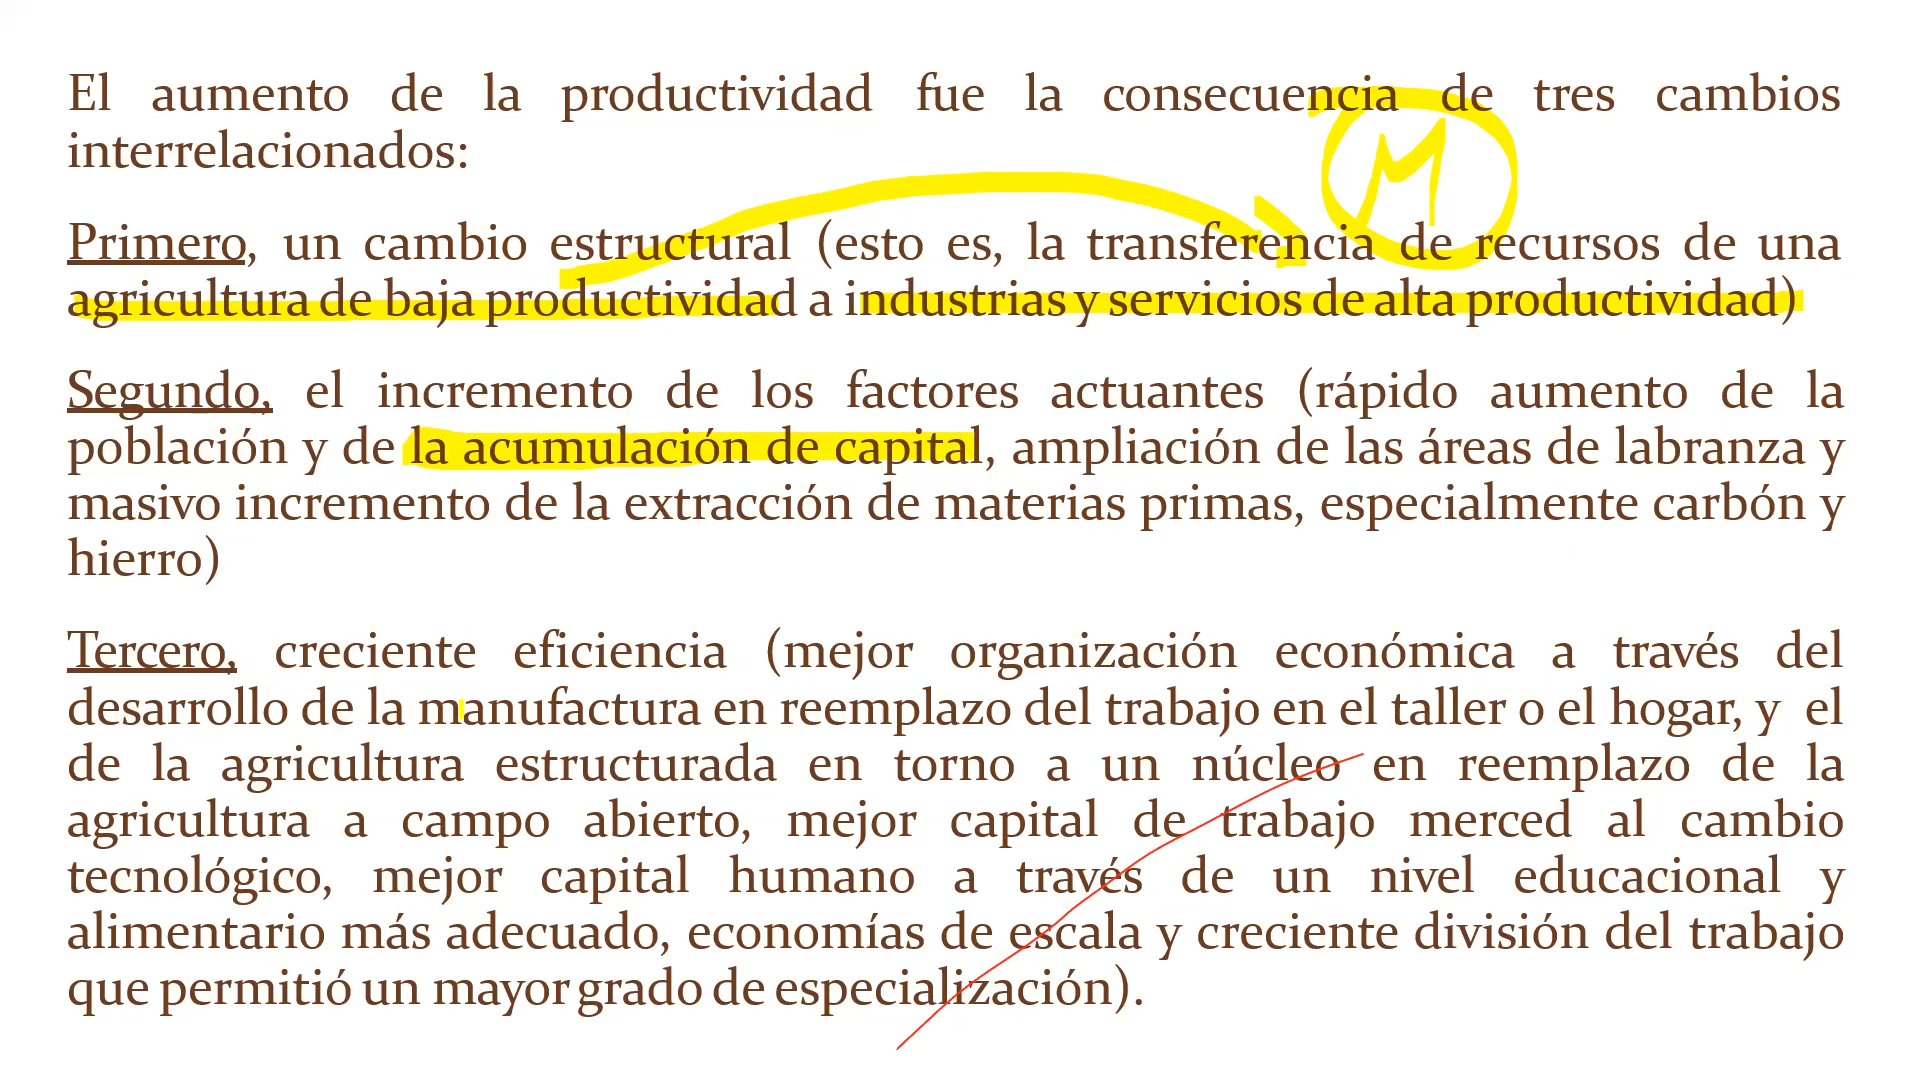 El aumento de la productividad fue la consecuencia de tres cambios
interrelacionados:
M
Primero, un cambio estructural (esto es, la transferencia de recursos de una
agricultura de baja productividad a industrias y servicios de alta productividad)
Segundo, el incremento de los factores actuantes (rápido aumento de la
población y de la acumulación de capital, ampliación de las áreas de labranza y
masivo incremento de la extracción de materias primas, especialmente carbón y
hierro)
Tercero, creciente eficiencia (mejor organización económica a través del
desarrollo de la manufactura en reemplazo del trabajo en el taller o el hogar, y el
de la agricultura estructurada en torno a un núcleo en reemplazo de la
agricultura a campo abierto, mejor capital de trabajo merced al cambio
tecnológico, mejor capital humano a través de un nivel educacional y
alimentario más adecuado, economías de escala y creciente división del trabajo
que permitió un mayor grado de especialización).